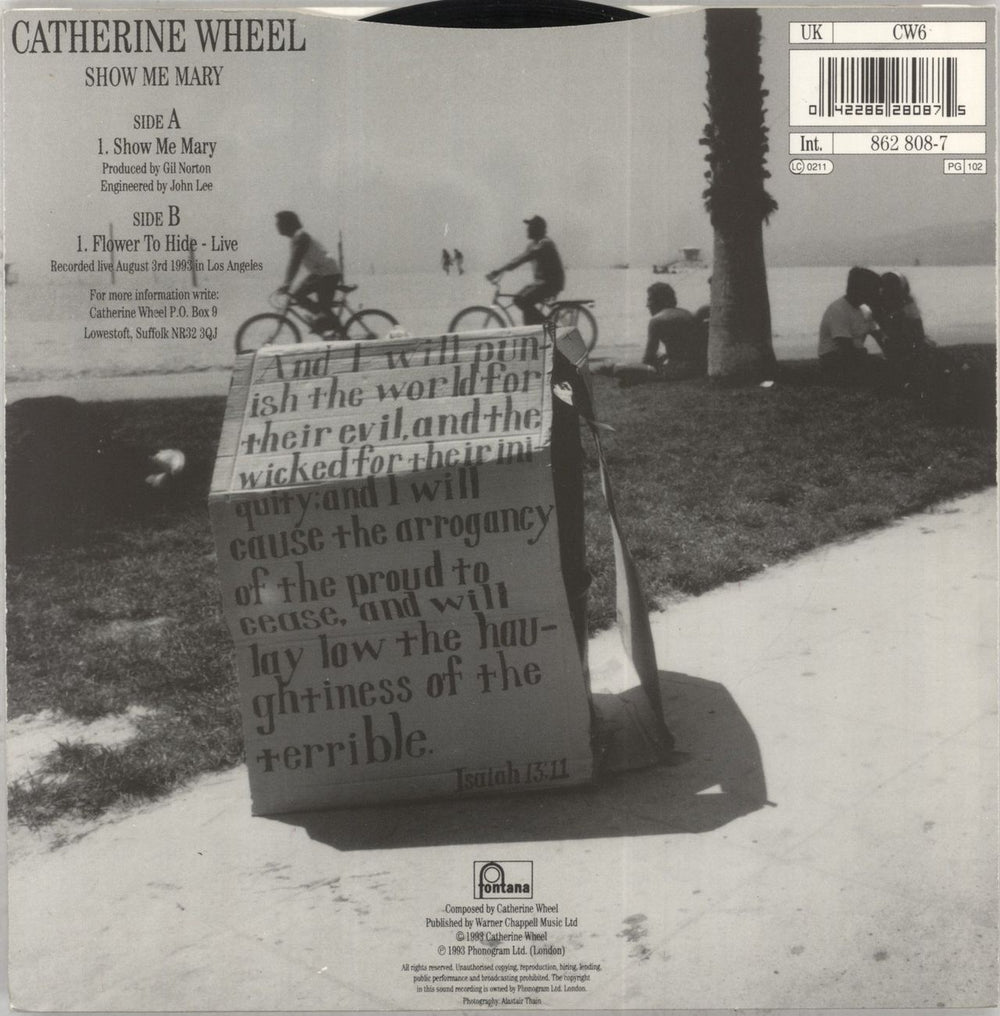 CATHERINE WHEEL
SHOW ME MARY
SIDE A
1. Show Me Mary
Produced by Gil Norton
Engineered by John Lee
SIDE B
1. Flower To Hide - Live
Recorded live August 3rd 1993 in Los Angeles
For more information write:
Catherine Wheel P.O. Box 9
Lowestoft, Suffolk NR32 3QJ
UK CW6
0 42286 28087 5
Int. 862 808-7
LC 0211 PG 102
And I will pun-
ish the world for
their evil, and the
wicked for their ini-
quity; and I will
cause the arrogancy
of the proud to
cease, and will
lay low the hau-
ghtiness of the
terrible.
Isaiah 13:11
fontana
Composed by Catherine Wheel
Published by Warner Chappell Music Ltd
© 1993 Catherine Wheel
℗ 1993 Phonogram Ltd. (London)
All rights reserved. Unauthorised copying, reproduction, hiring, lending,
public performance and broadcasting prohibited. The copyright
in this sound recording is owned by Phonogram Ltd. London.
Photography: Alastair Thain